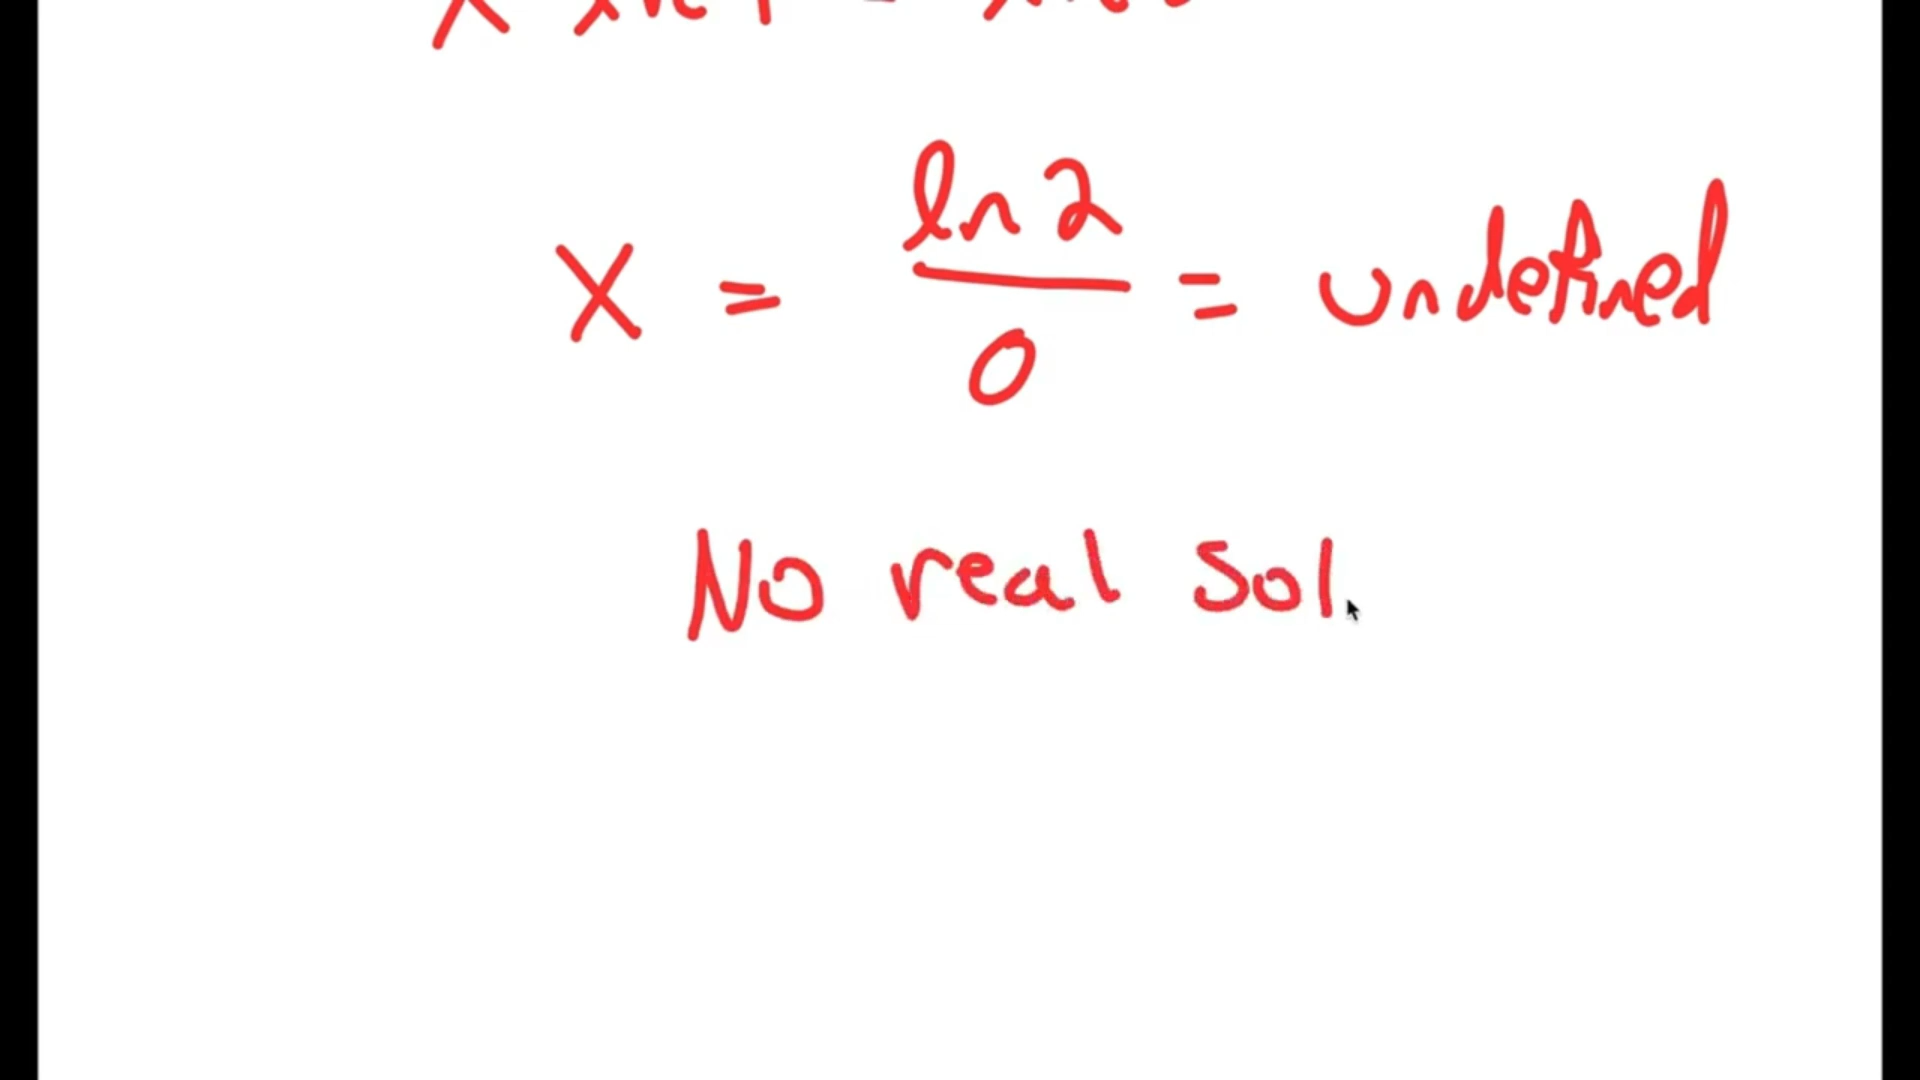 X = ln 2 / 0 = undefined
No real Sol.